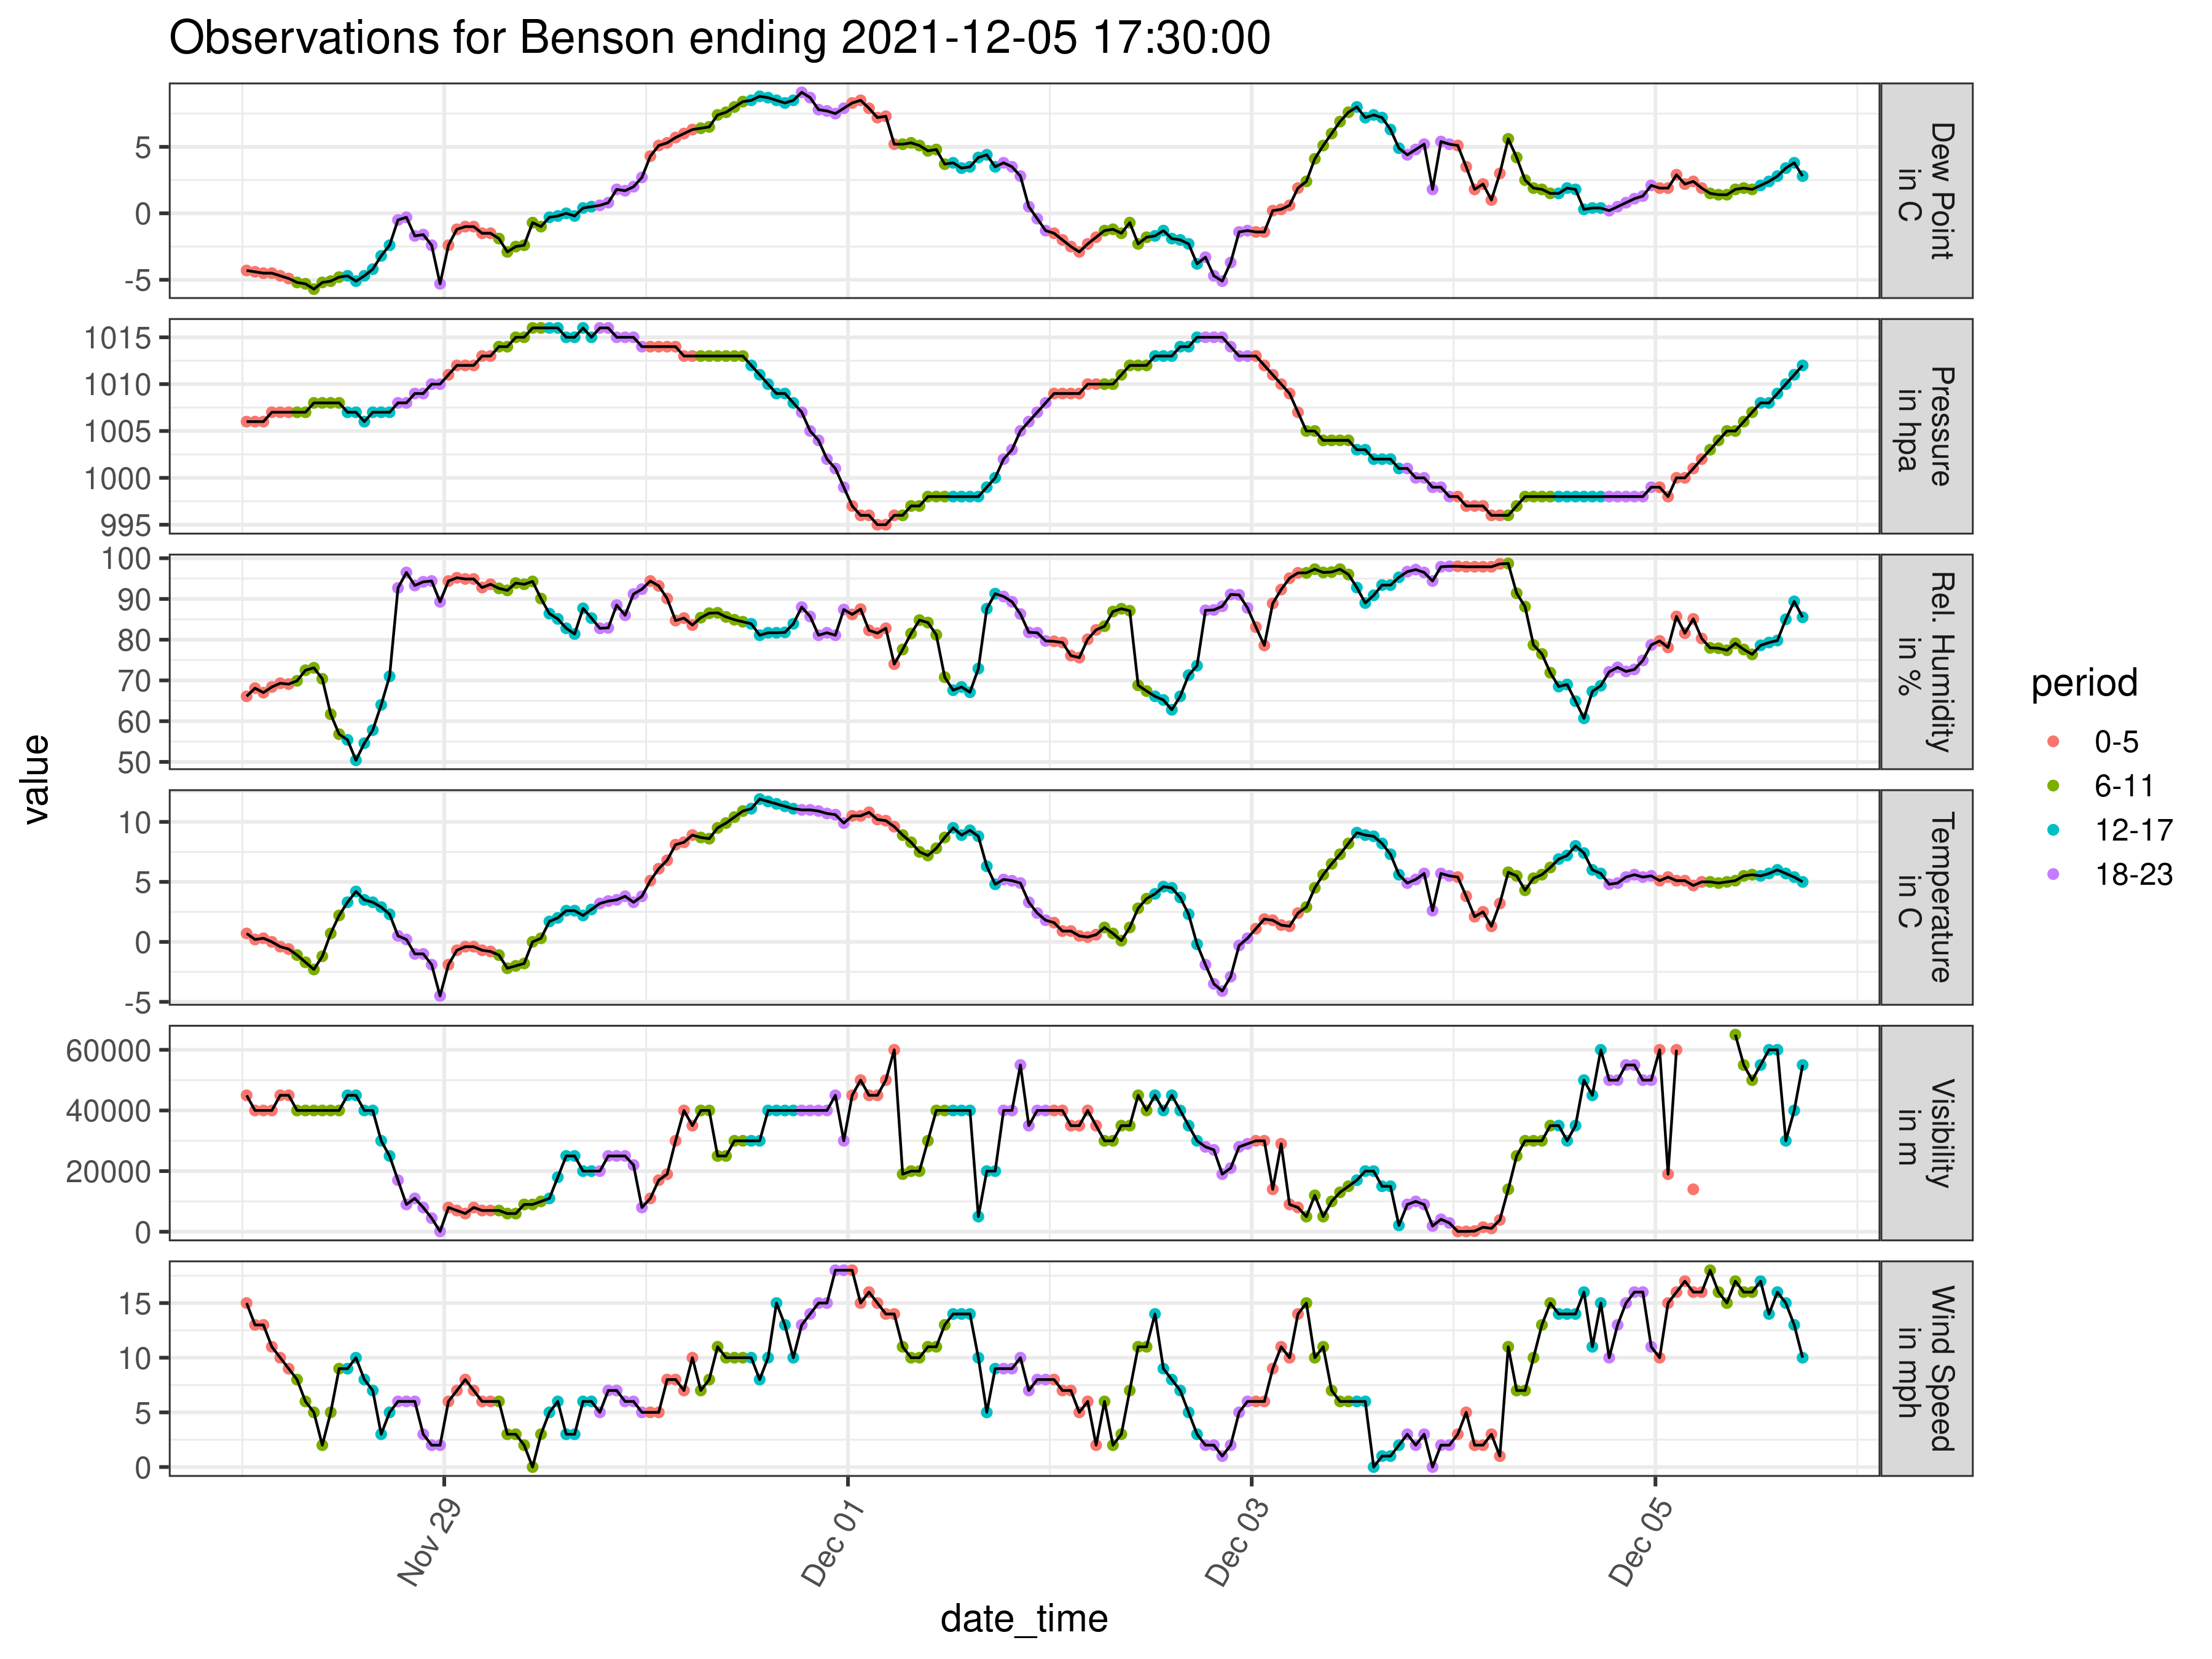 Observations for Benson ending 2021-12-05 17:30:00
value
5
0
-5
Dew Point
in C
1015
1010
1005
1000
995
Pressure
in hpa
100
90
80
70
60
50
Rel. Humidity
in %
10
5
0
-5
Temperature
in C
60000
40000
20000
0
Visibility
in m
15
10
5
0
Wind Speed
in mph
Nov 29
Dec 01
Dec 03
Dec 05
date_time
period
0-5
6-11
12-17
18-23